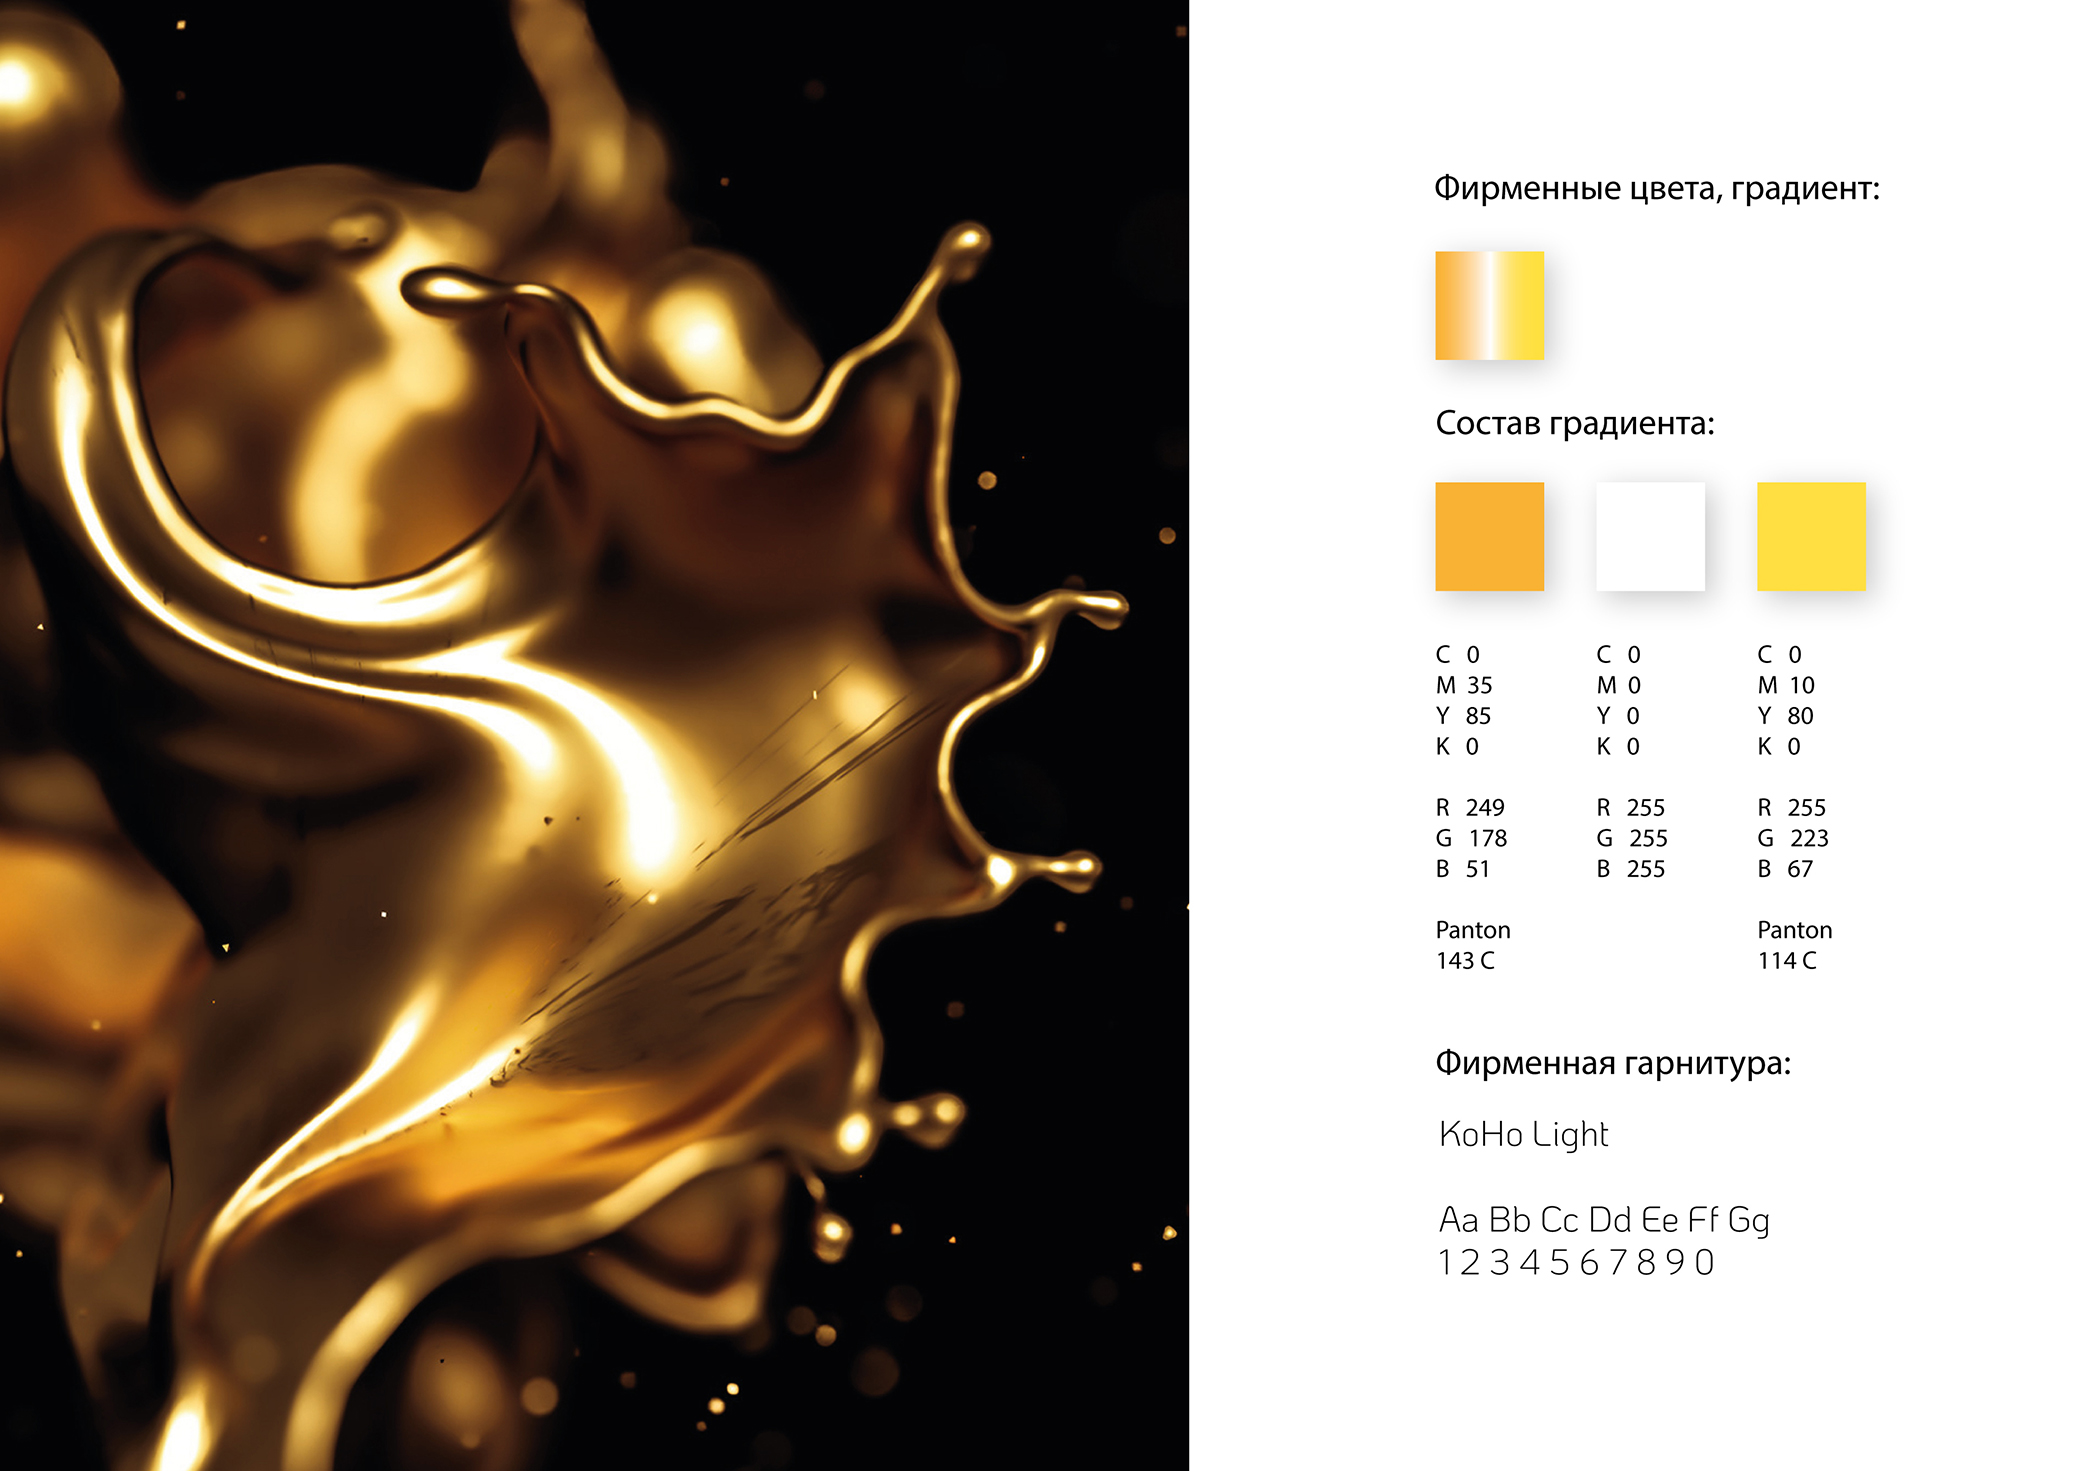 Фирменные цвета, градиент:
Состав градиента:
C 0
M 35
Y 85
K 0
R 249
G 178
B 51
Panton
143 C
C 0
M 0
Y 0
K 0
R 255
G 255
B 255
C 0
M 10
Y 80
K 0
R 255
G 223
B 67
Panton
114 C
Фирменная гарнитура:
KoHo Light
Aa Bb Cc Dd Ee Ff Gg
1 2 3 4 5 6 7 8 9 0